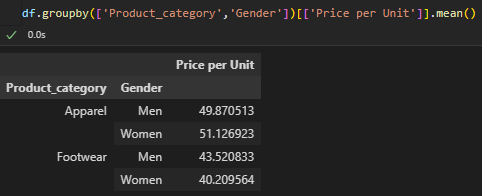 df.groupby(['Product_category','Gender'])[['Price per Unit']].mean()
0.0s
Price per Unit
Product_category Gender
Apparel Men 49.870513
Women 51.126923
Footwear Men 43.520833
Women 40.209564